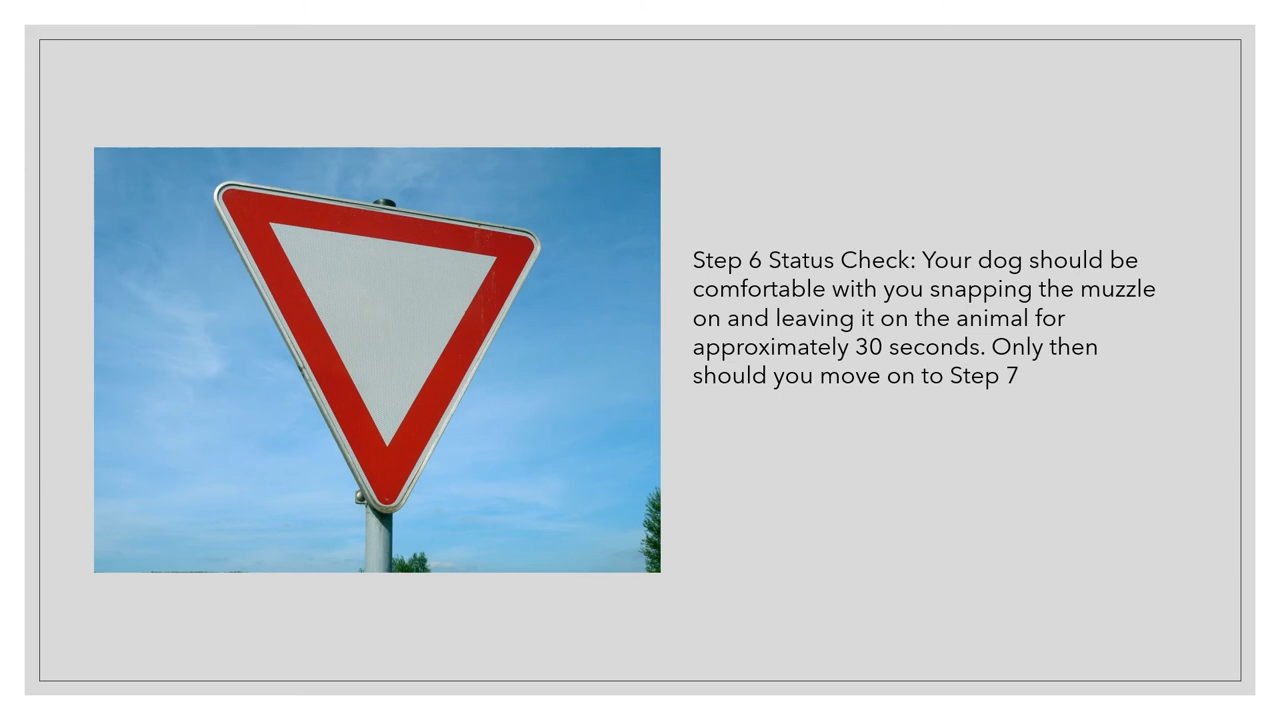 Step 6 Status Check: Your dog should be
comfortable with you snapping the muzzle
on and leaving it on the animal for
approximately 30 seconds. Only then
should you move on to Step 7